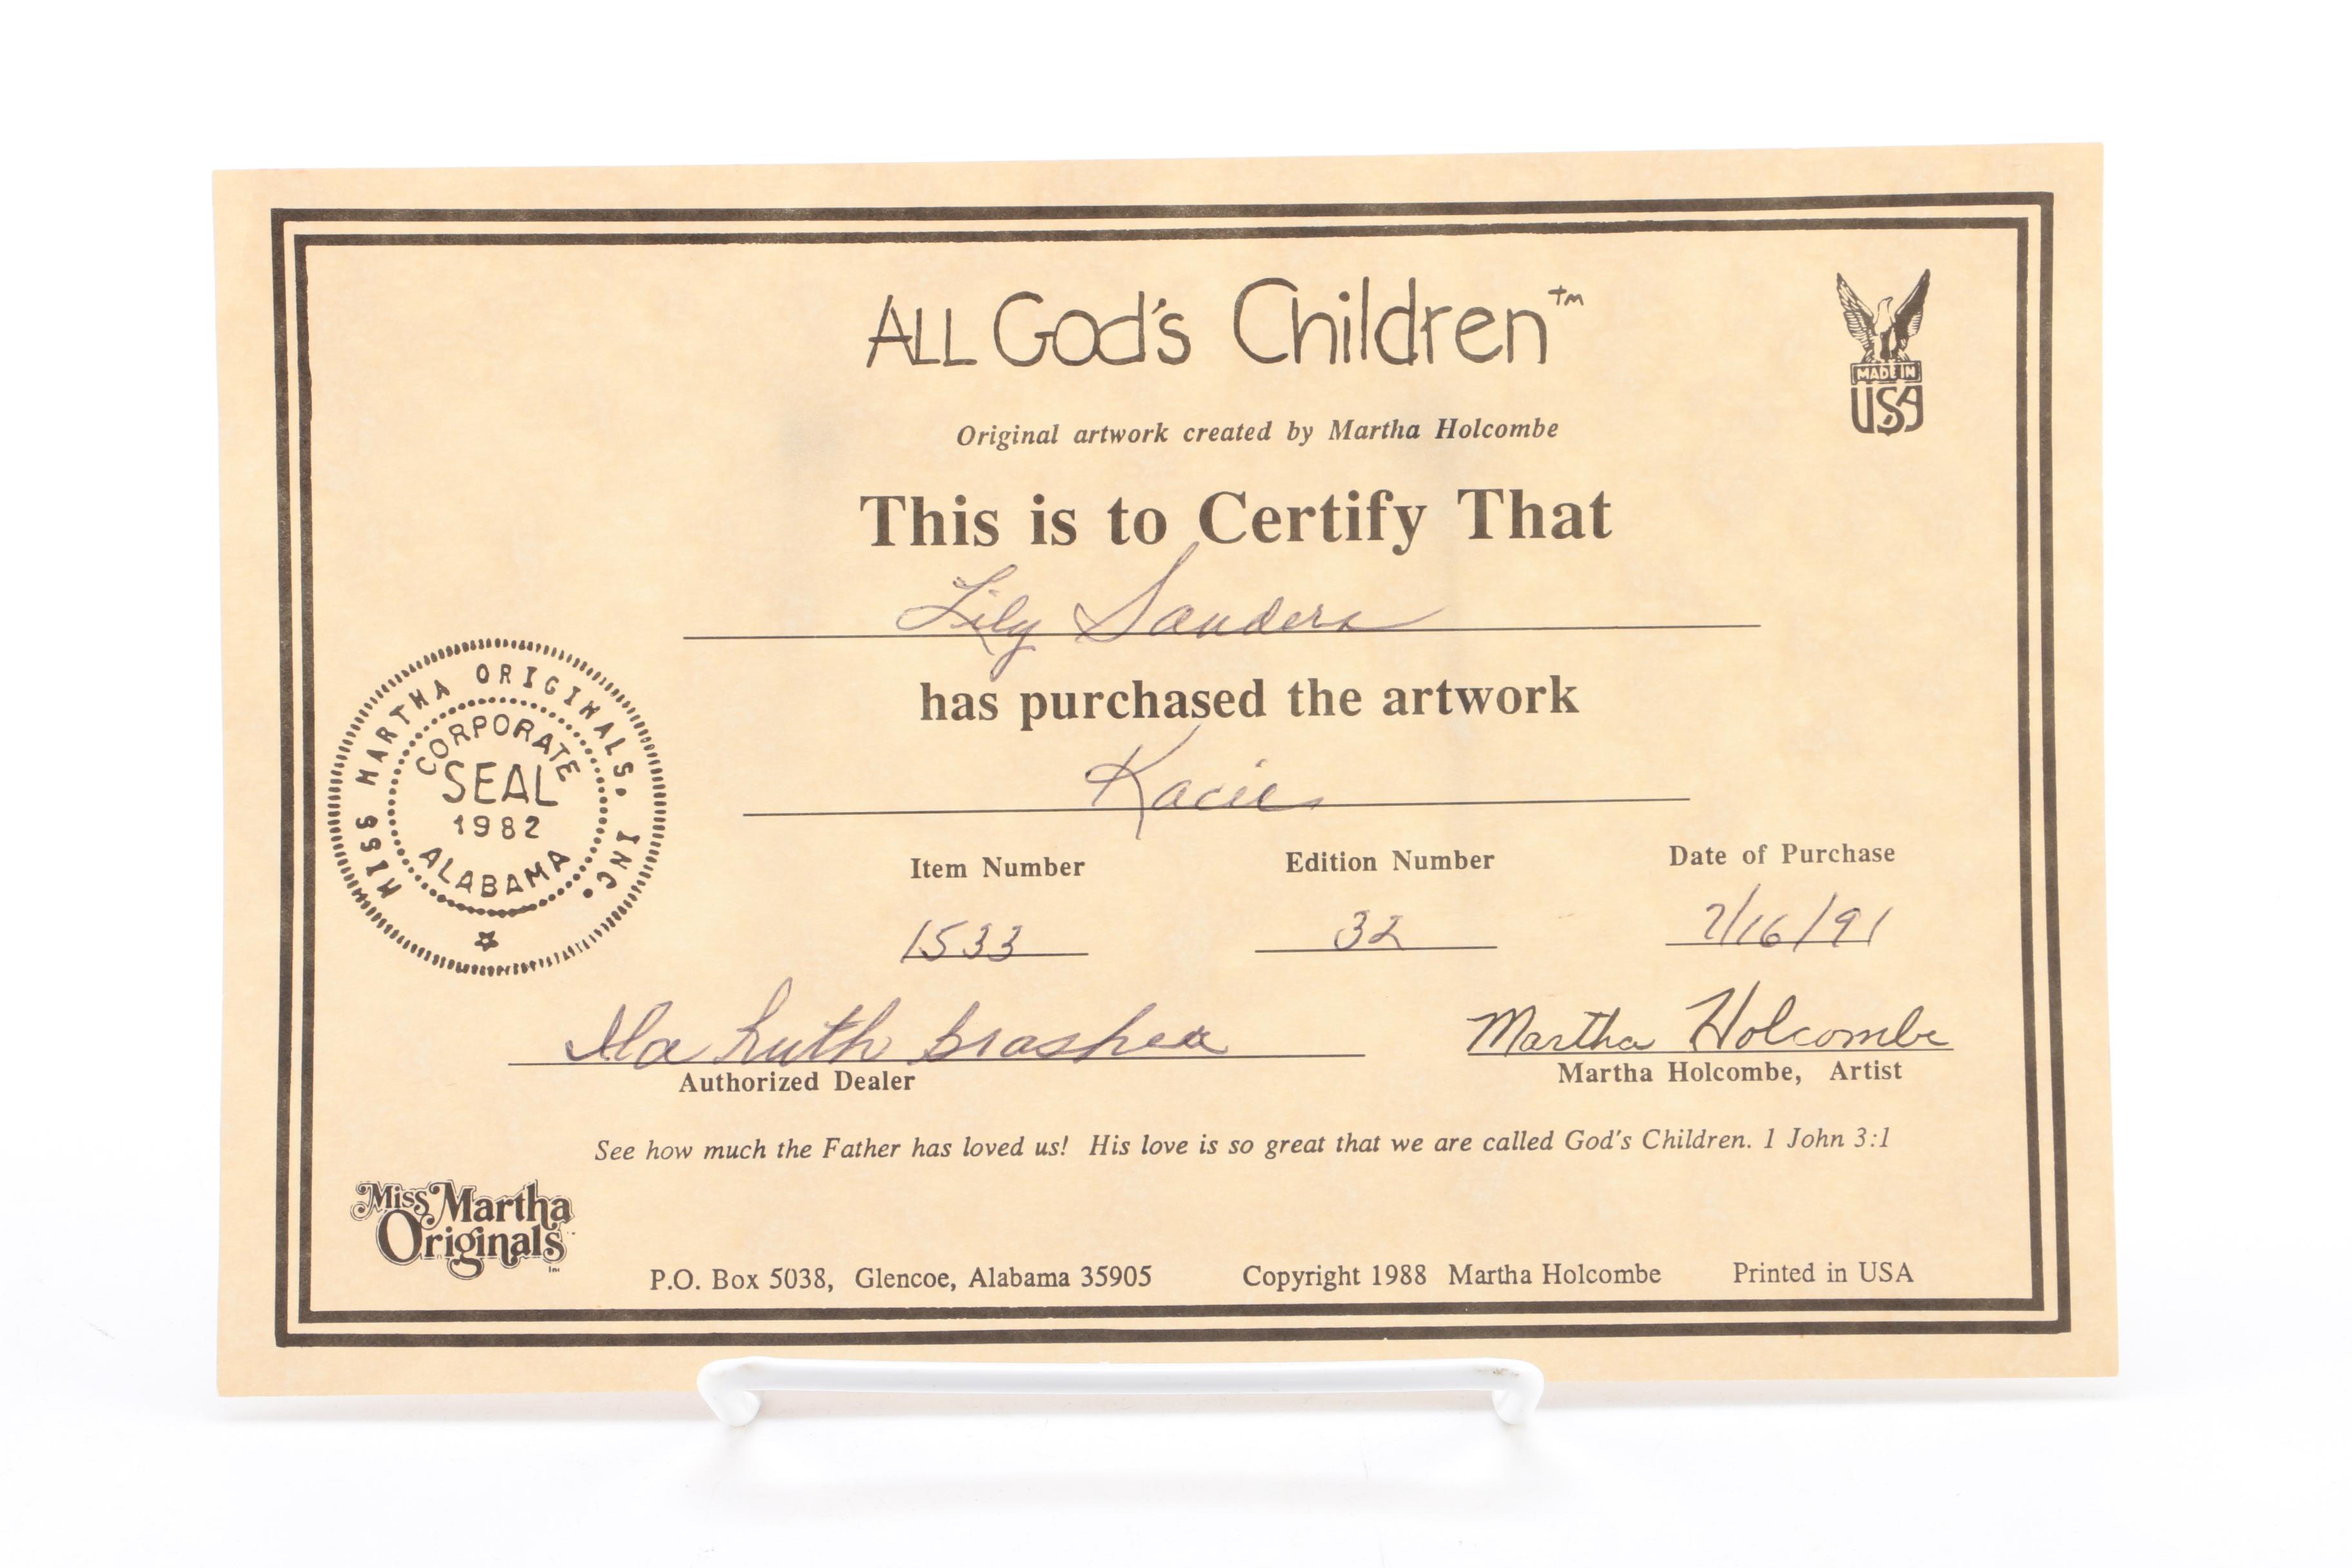 ALL God's Children™
MADE IN
USA
Original artwork created by Martha Holcombe
This is to Certify That
Lily Sanders
has purchased the artwork
Kacie
MISS MARTHA ORIGINALS, INC.
CORPORATE
SEAL
1982
ALABAMA
Item Number Edition Number Date of Purchase
1533 32 7/16/91
Ila Ruth Martha Holcombe
Authorized Dealer Martha Holcombe, Artist
See how much the Father has loved us! His love is so great that we are called God's Children. 1 John 3:1
Miss Martha
Originals
Inc
P.O. Box 5038, Glencoe, Alabama 35905 Copyright 1988 Martha Holcombe Printed in USA